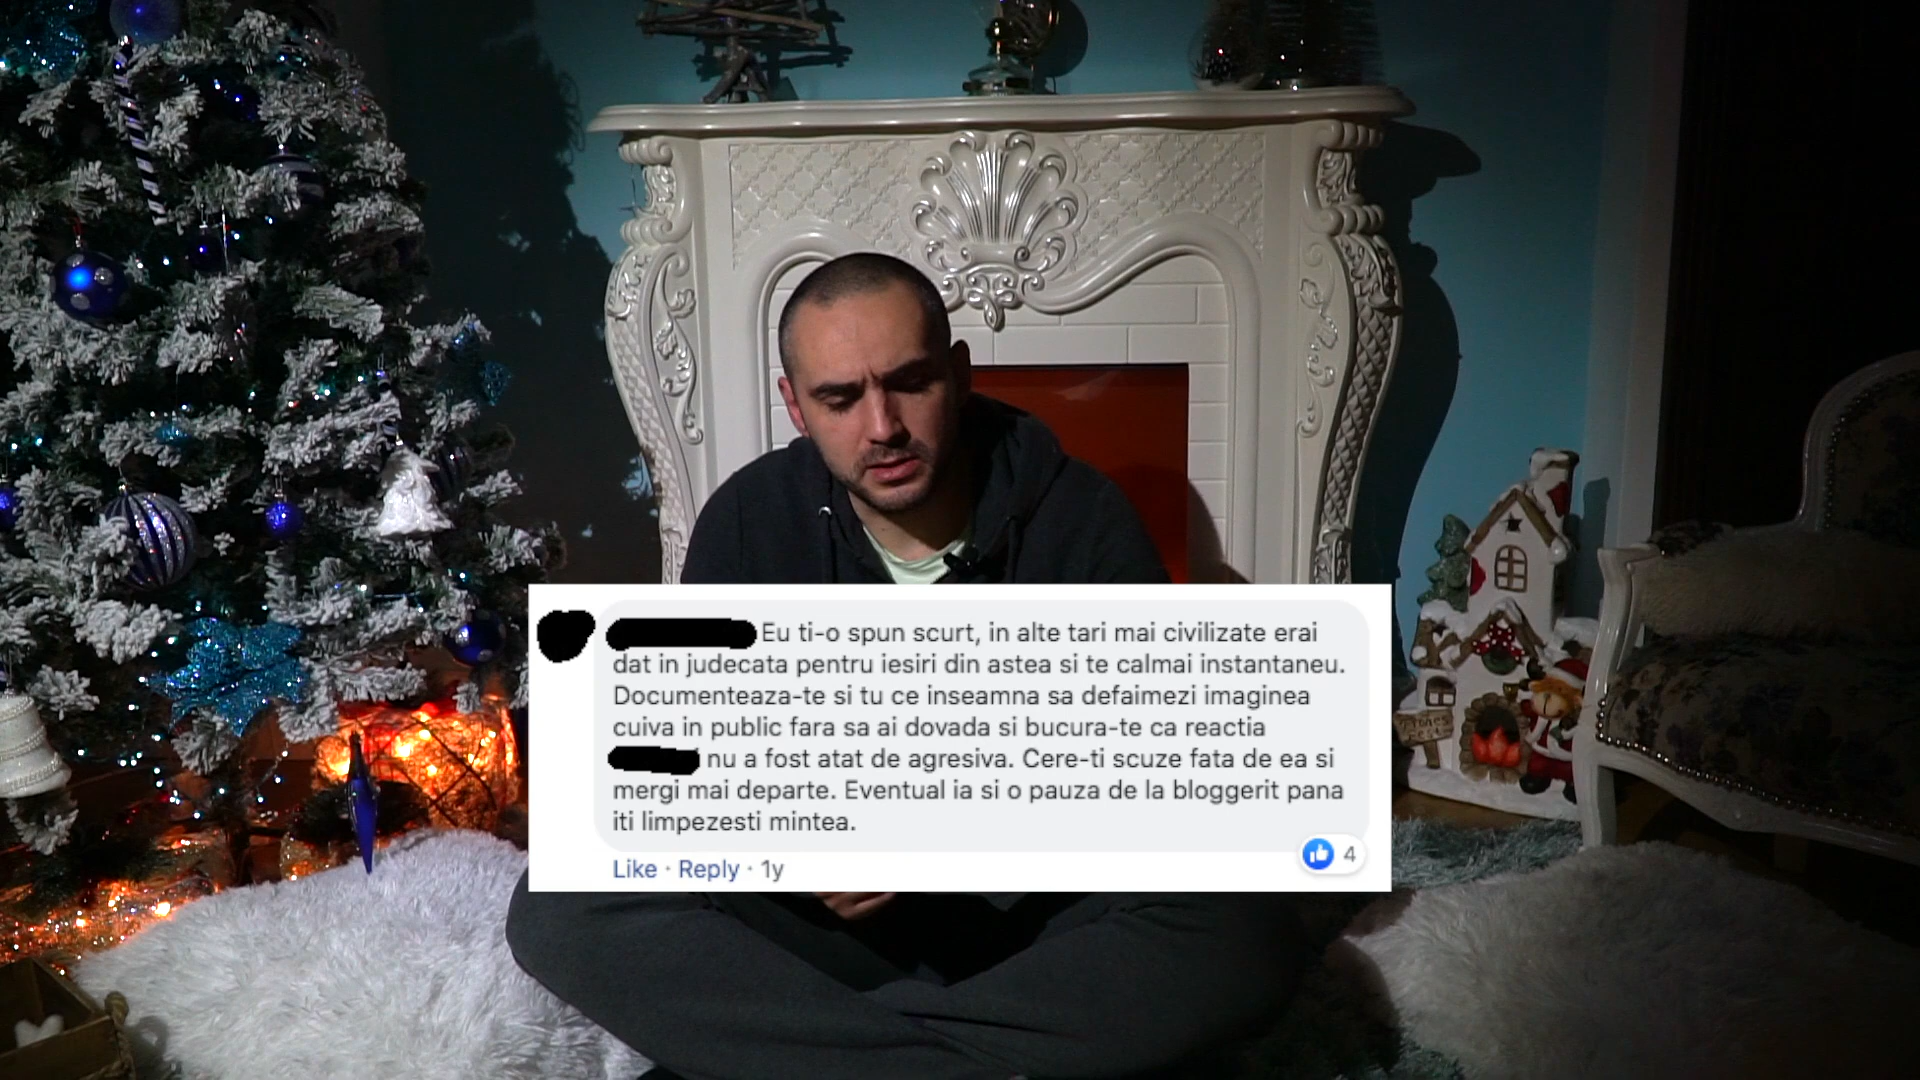 Eu ti-o spun scurt, in alte tari mai civilizate erai
dat in judecata pentru iesiri din astea si te calmai instantaneu.
Documenteaza-te si tu ce inseamna sa defaimezi imaginea
cuiva in public fara sa ai dovada si bucura-te ca reactia
nu a fost atat de agresiva. Cere-ti scuze fata de ea si
mergi mai departe. Eventual ia si o pauza de la bloggerit pana
iti limpezesti mintea.
4
Like · Reply · 1y